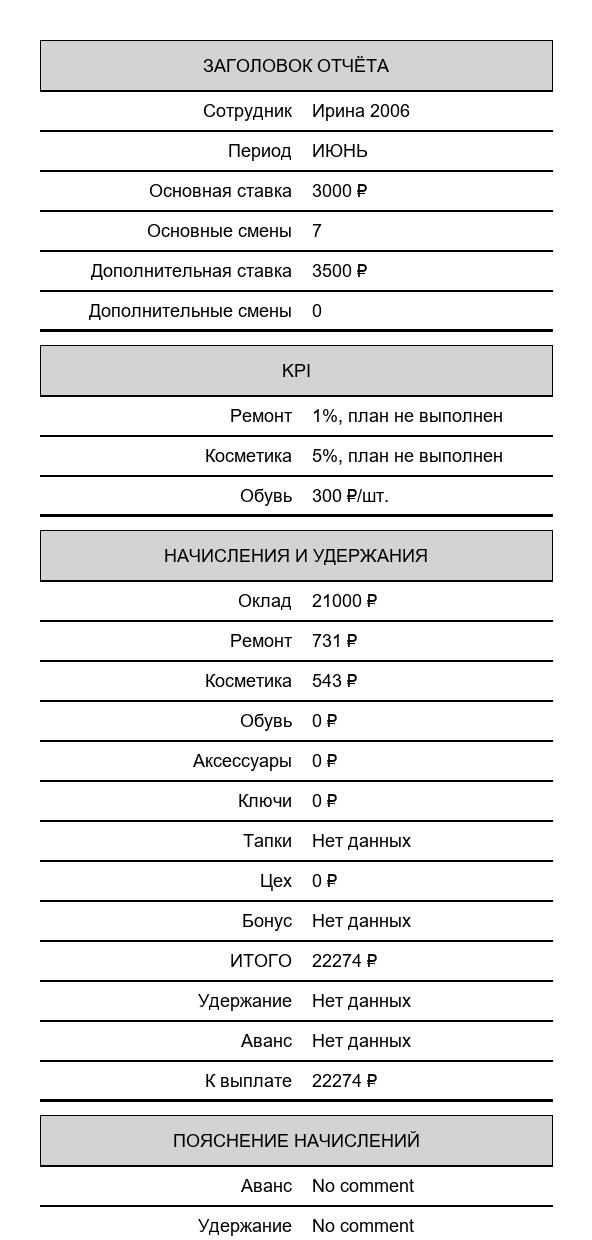 ЗАГОЛОВОК ОТЧЁТА
Сотрудник Ирина 2006
Период ИЮНЬ
Основная ставка 3000 ₽
Основные смены 7
Дополнительная ставка 3500 ₽
Дополнительные смены 0
KPI
Ремонт 1%, план не выполнен
Косметика 5%, план не выполнен
Обувь 300 ₽/шт.
НАЧИСЛЕНИЯ И УДЕРЖАНИЯ
Оклад 21000 ₽
Ремонт 731 ₽
Косметика 543 ₽
Обувь 0 ₽
Аксессуары 0 ₽
Ключи 0 ₽
Тапки Нет данных
Цех 0 ₽
Бонус Нет данных
ИТОГО 22274 ₽
Удержание Нет данных
Аванс Нет данных
К выплате 22274 ₽
ПОЯСНЕНИЕ НАЧИСЛЕНИЙ
Аванс No comment
Удержание No comment